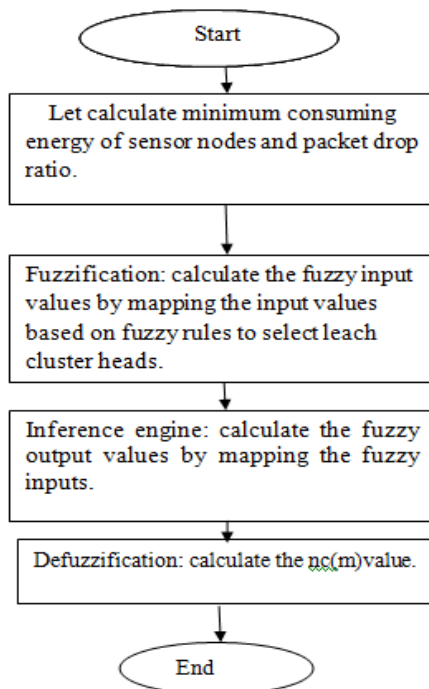 Start
Let calculate minimum consuming
energy of sensor nodes and packet drop
ratio.
Fuzzification: calculate the fuzzy input
values by mapping the input values
based on fuzzy rules to select leach
cluster heads.
Inference engine: calculate the fuzzy
output values by mapping the fuzzy
inputs.
Defuzzification: calculate the nc(m)value.
End